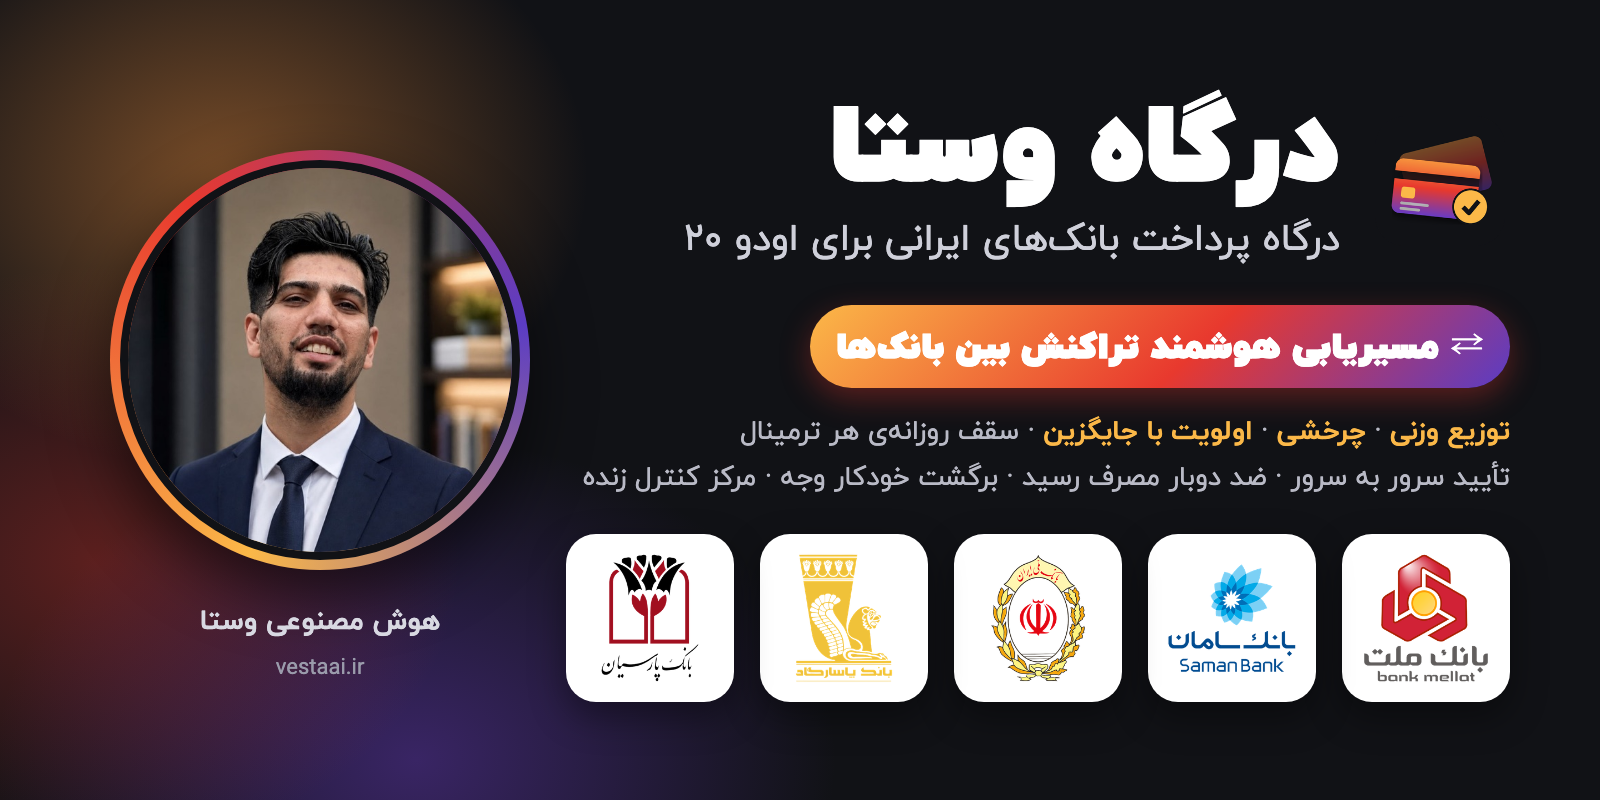 درگاه وستا
درگاه پرداخت بانک‌های ایرانی برای اودو ۲۰
مسیریابی هوشمند تراکنش بین بانک‌ها
توزیع وزنی · چرخشی · اولویت با جایگزین · سقف روزانه‌ی هر ترمینال
تأیید سرور به سرور · ضد دوبار مصرف رسید · برگشت خودکار وجه · مرکز کنترل زنده
بانک ملت
bank mellat
بانک سامان
Saman Bank
بانک ملی ایران
بانک پاسارگاد
بانک پارسیان
هوش مصنوعی وستا
vestaai.ir